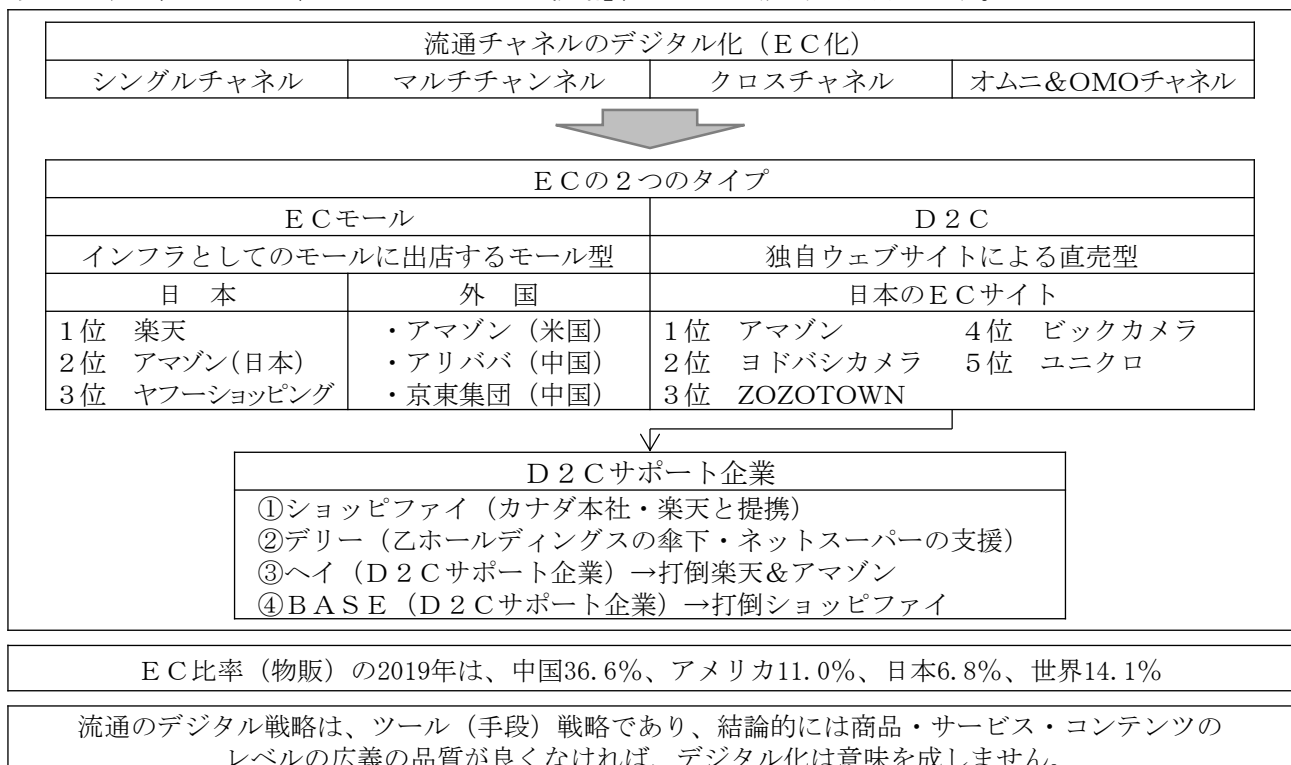 流通チャネルのデジタル化（ＥＣ化）
シングルチャネル　マルチチャンネル　クロスチャネル　オムニ＆OMOチャネル
ＥＣの２つのタイプ
ＥＣモール　Ｄ２Ｃ
インフラとしてのモールに出店するモール型　独自ウェブサイトによる直売型
日　本　外　国　日本のＥＣサイト
１位　楽天　・アマゾン（米国）　１位　アマゾン　４位　ビックカメラ
２位　アマゾン(日本)　・アリババ（中国）　２位　ヨドバシカメラ　５位　ユニクロ
３位　ヤフーショッピング　・京東集団（中国）　３位　ZOZOTOWN
Ｄ２Ｃサポート企業
①ショッピファイ（カナダ本社・楽天と提携）
②デリー（乙ホールディングスの傘下・ネットスーパーの支援）
③ヘイ（Ｄ２Ｃサポート企業）→打倒楽天＆アマゾン
④ＢＡＳＥ（Ｄ２Ｃサポート企業）→打倒ショッピファイ
ＥＣ比率（物販）の2019年は、中国36.6％、アメリカ11.0％、日本6.8％、世界14.1％
流通のデジタル戦略は、ツール（手段）戦略であり、結論的には商品・サービス・コンテンツの
レベルの広義の品質が良くなければ、デジタル化は意味を成しません。